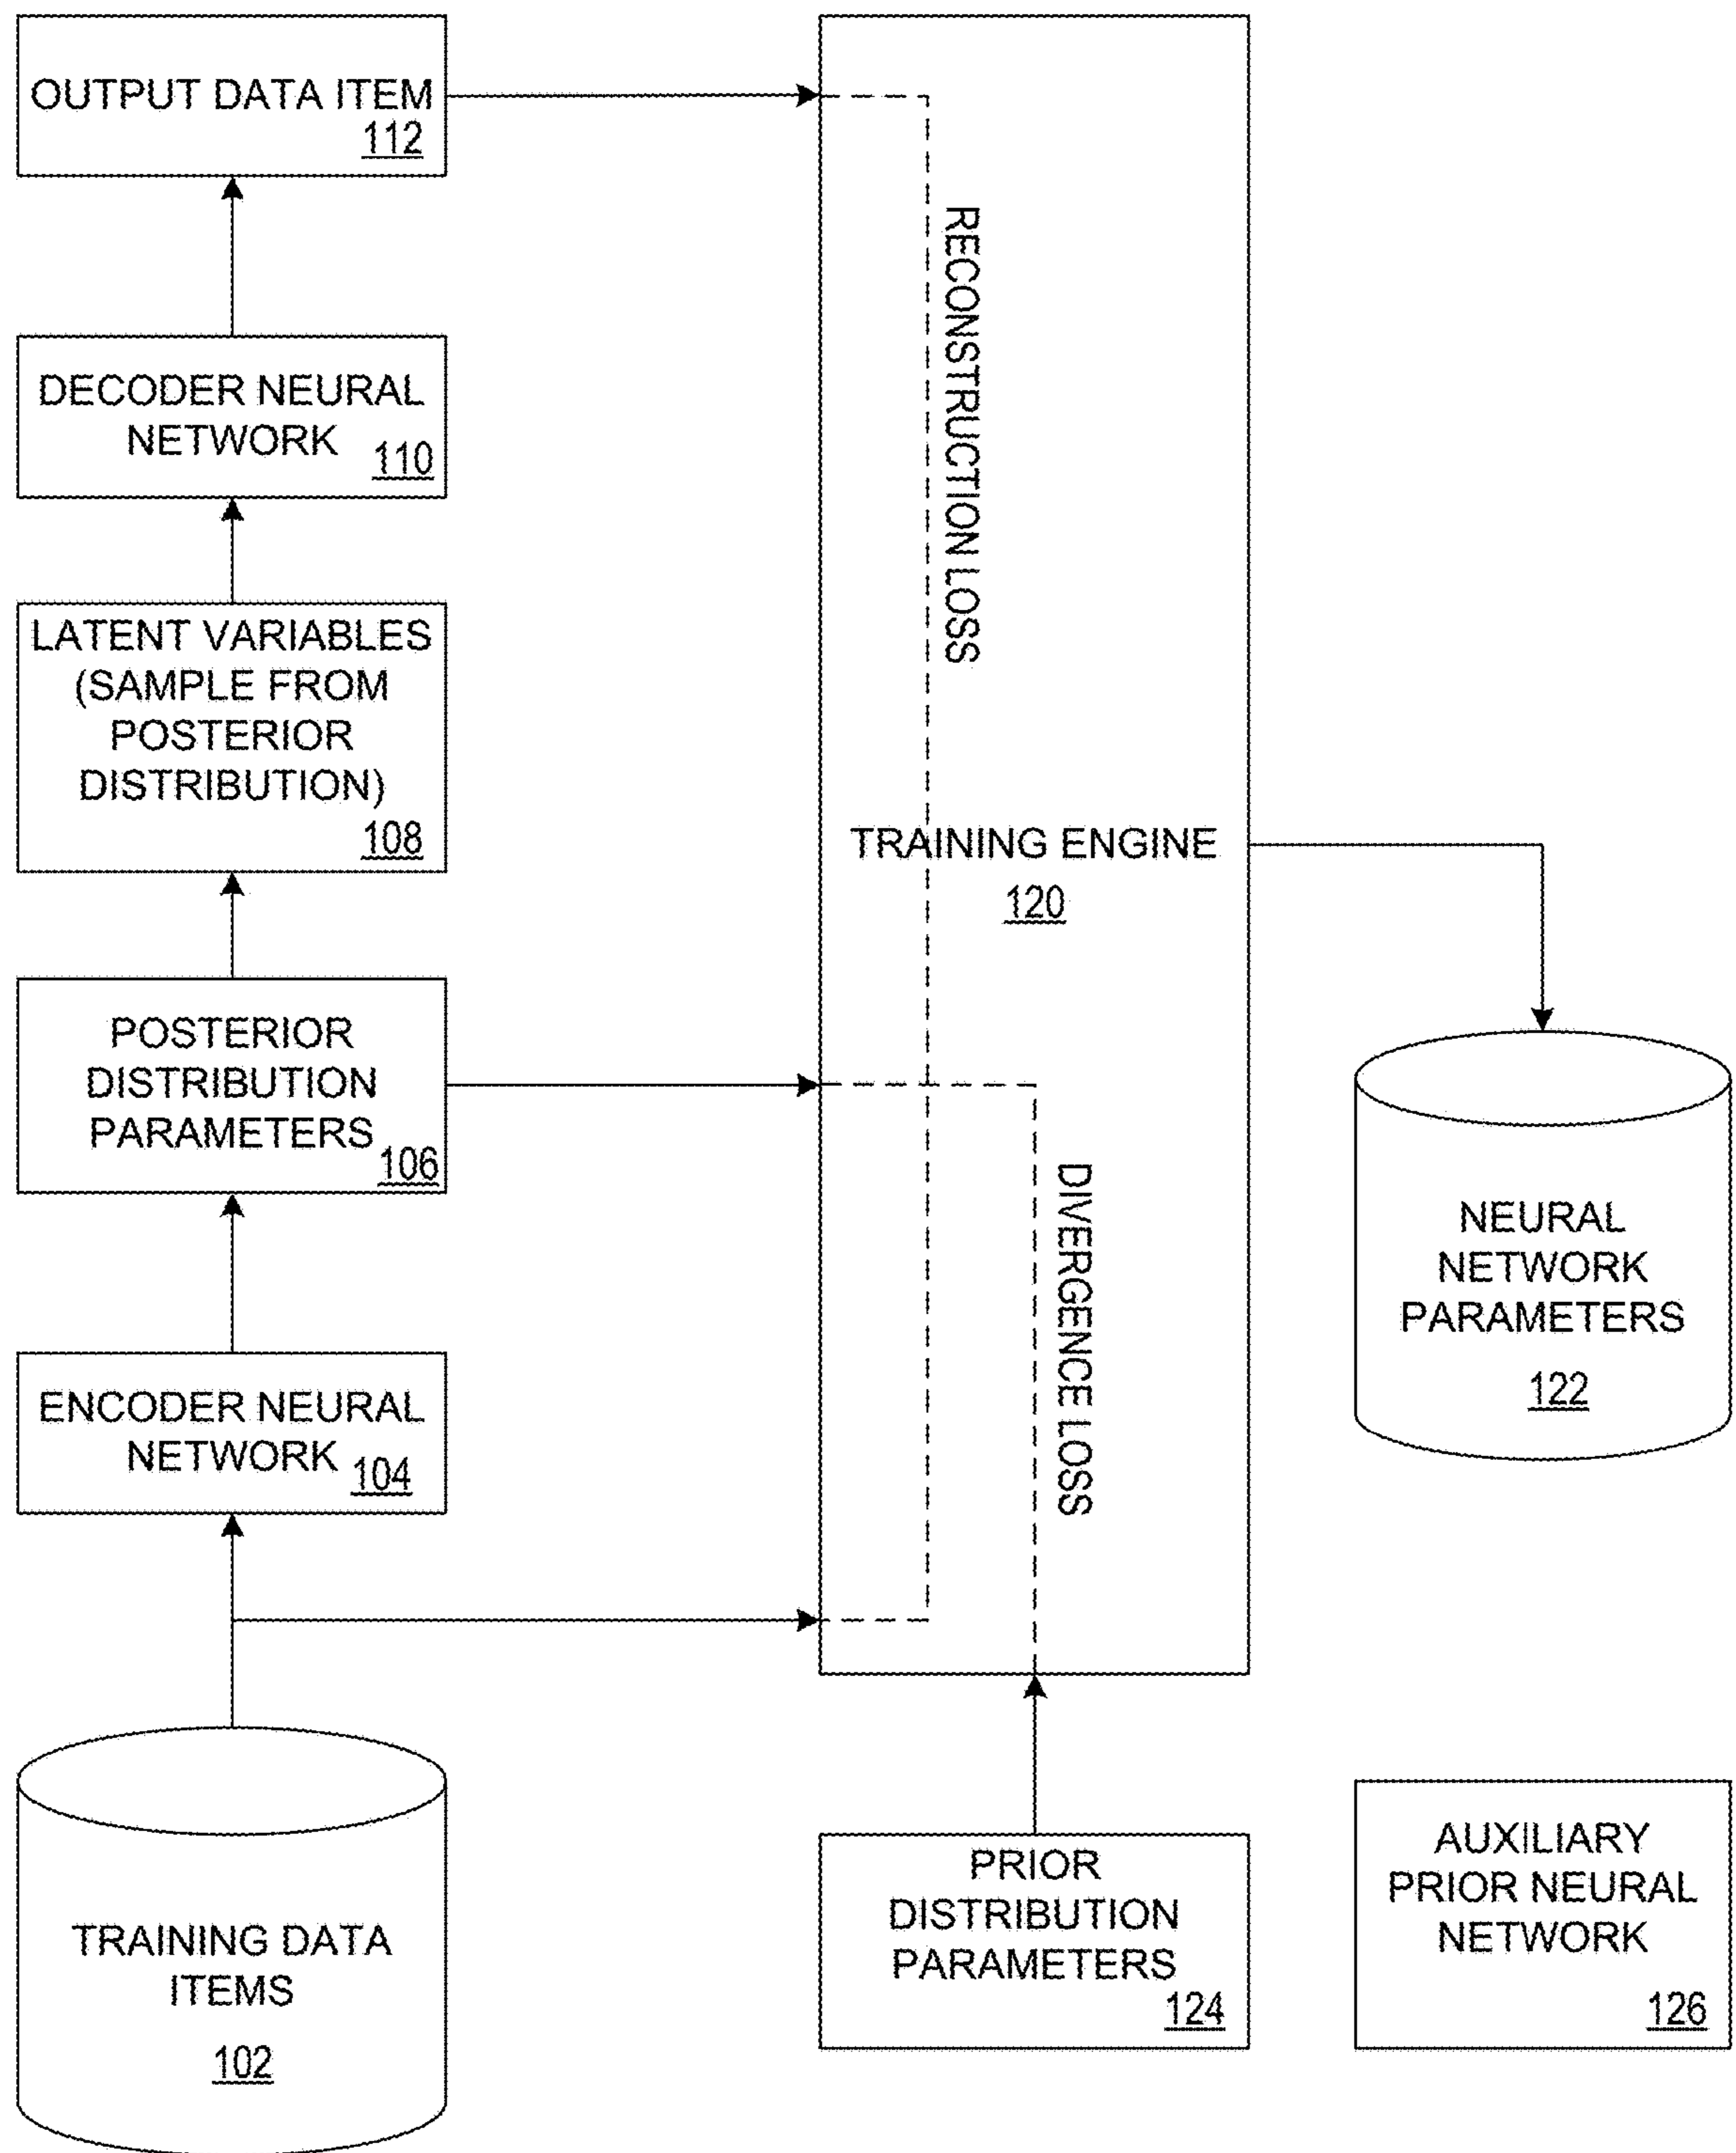 OUTPUT DATA ITEM
112
DECODER NEURAL
NETWORK
110
LATENT VARIABLES
(SAMPLE FROM
POSTERIOR
DISTRIBUTION)
108
POSTERIOR
DISTRIBUTION
PARAMETERS
106
ENCODER NEURAL
NETWORK
104
TRAINING DATA
ITEMS
102
RECONSTRUCTION LOSS
TRAINING ENGINE
120
DIVERGENCE LOSS
PRIOR
DISTRIBUTION
PARAMETERS
124
NEURAL
NETWORK
PARAMETERS
122
AUXILIARY
PRIOR NEURAL
NETWORK
126